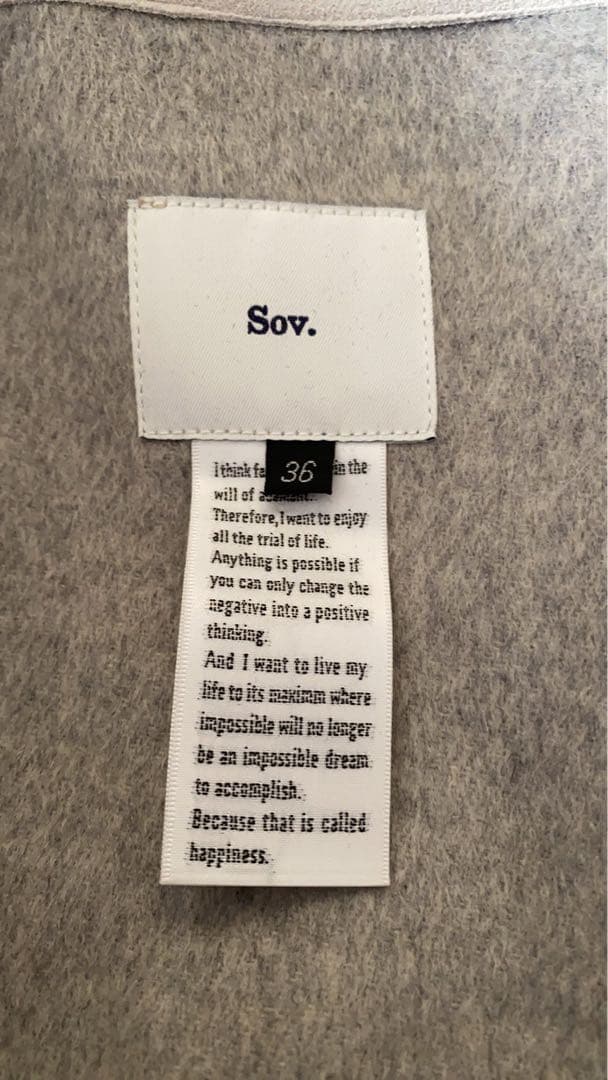 Sov.
36
I think fa in the
will of
Therefore, I want to enjoy
all the trial of life.
Anything is possible if
you can only change the
negative into a positive
thinking.
And I want to live my
life to its maximm where
impossible will no longer
be an impossible dream
to accomplish.
Because that is called
happiness.